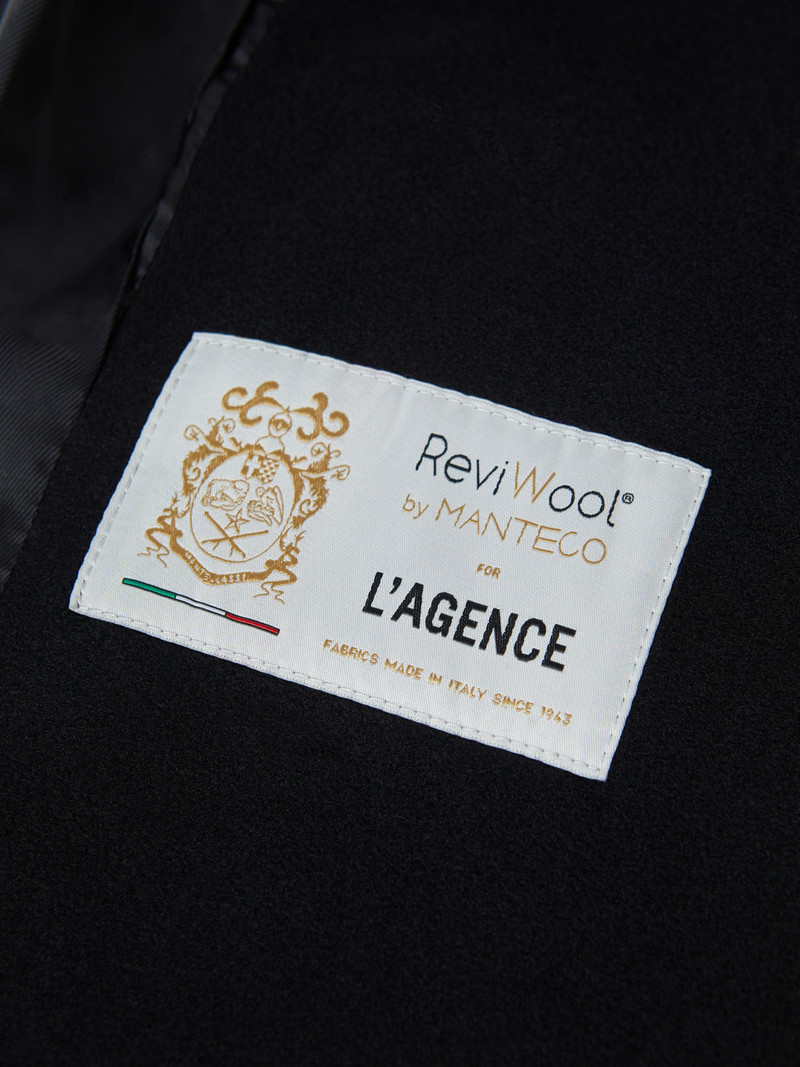 ReviWool®
by MANTECO
FOR
L'AGENCE
FABRICS MADE IN ITALY SINCE 1943